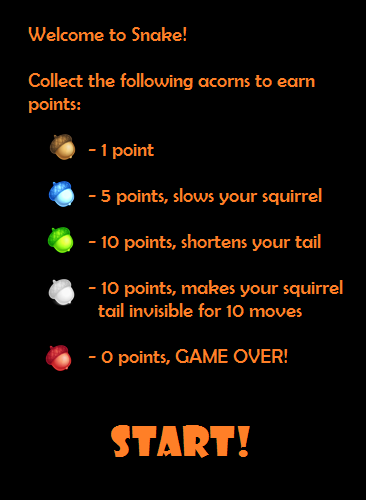 Welcome to Snake!
Collect the following acorns to earn
points:
- 1 point
- 5 points, slows your squirrel
- 10 points, shortens your tail
- 10 points, makes your squirrel
tail invisible for 10 moves
- 0 points, GAME OVER!
START!